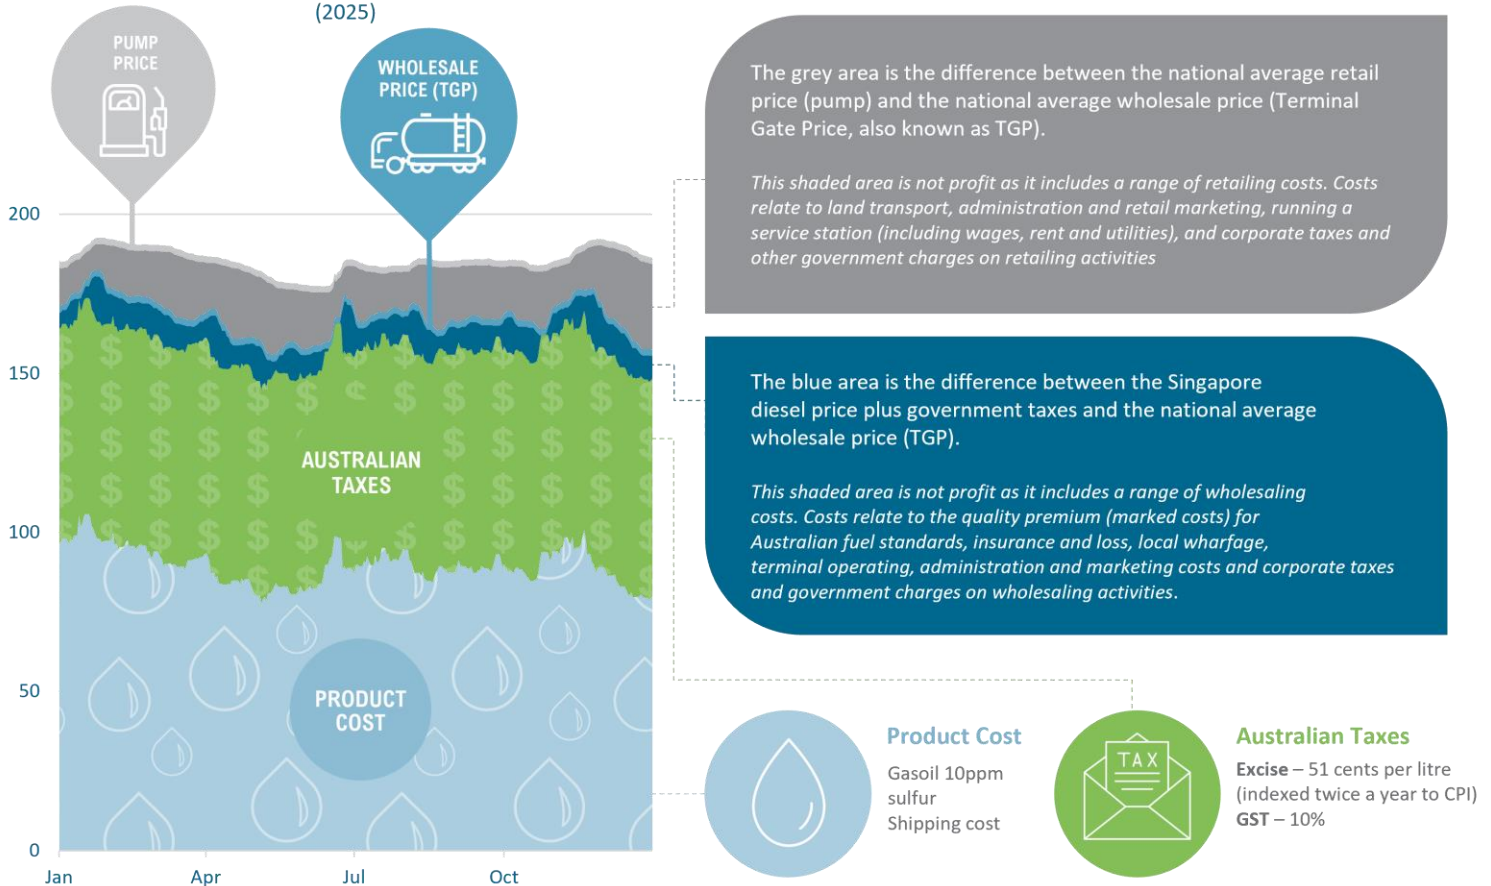 (2025)
PUMP
PRICE
WHOLESALE
PRICE (TGP)
200
150
100
50
0
Jan
Apr
Jul
Oct
AUSTRALIAN
TAXES
PRODUCT
COST
The grey area is the difference between the national average retail
price (pump) and the national average wholesale price (Terminal
Gate Price, also known as TGP).
This shaded area is not profit as it includes a range of retailing costs. Costs
relate to land transport, administration and retail marketing, running a
service station (including wages, rent and utilities), and corporate taxes and
other government charges on retailing activities
The blue area is the difference between the Singapore
diesel price plus government taxes and the national average
wholesale price (TGP).
This shaded area is not profit as it includes a range of wholesaling
costs. Costs relate to the quality premium (marked costs) for
Australian fuel standards, insurance and loss, local wharfage,
terminal operating, administration and marketing costs and corporate taxes
and government charges on wholesaling activities.
Product Cost
Gasoil 10ppm
sulfur
Shipping cost
TAX
Australian Taxes
Excise – 51 cents per litre
(indexed twice a year to CPI)
GST – 10%